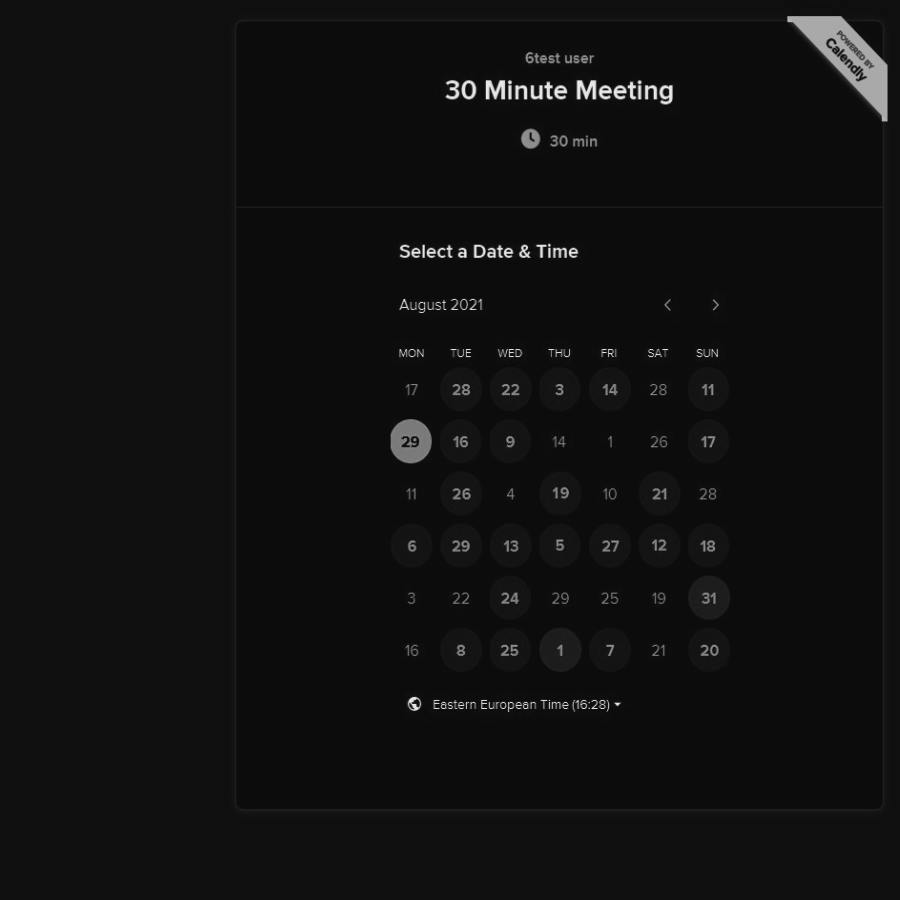 POWERED BY
Calendly
6test user
30 Minute Meeting
30 min
Select a Date & Time
August 2021
MON TUE WED THU FRI SAT SUN
17 28 22 3 14 28 11
29 16 9 14 1 26 17
11 26 4 19 10 21 28
6 29 13 5 27 12 18
3 22 24 29 25 19 31
16 8 25 1 7 21 20
Eastern European Time (16:28)